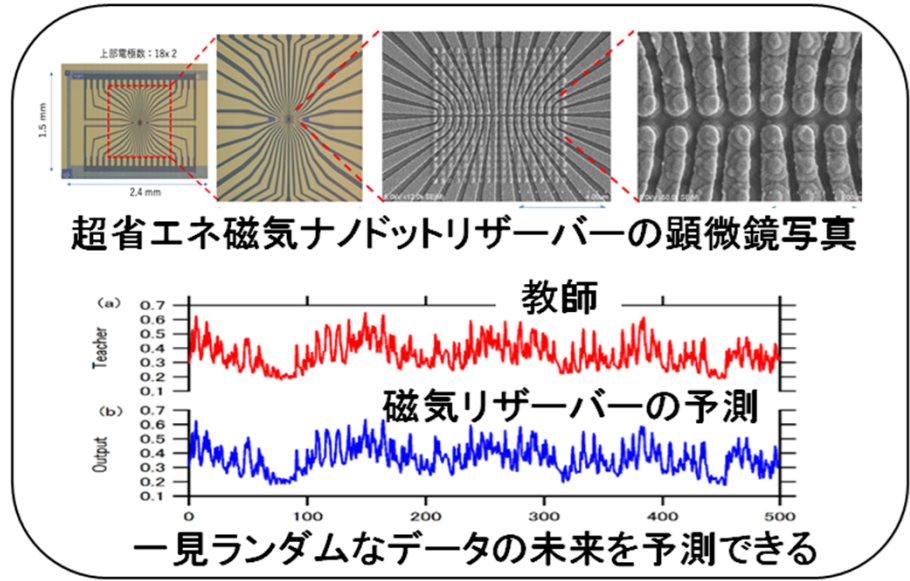 上部電極数：18x 2
1.5 mm
2.4 mm
超省エネ磁気ナノドットリザーバーの顕微鏡写真
(a)
教師
Teacher
0.7
0.6
0.5
0.4
0.3
0.2
0.1
(b)
磁気リザーバーの予測
Output
0.7
0.6
0.5
0.4
0.3
0.2
0.1
0 100 200 300 400 500
一見ランダムなデータの未来を予測できる